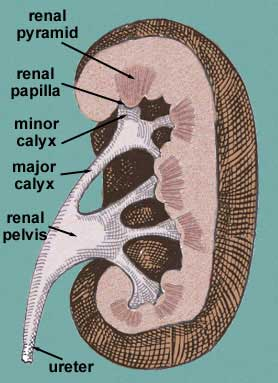 renal
pyramid
renal
papilla
minor
calyx
major
calyx
renal
pelvis
ureter